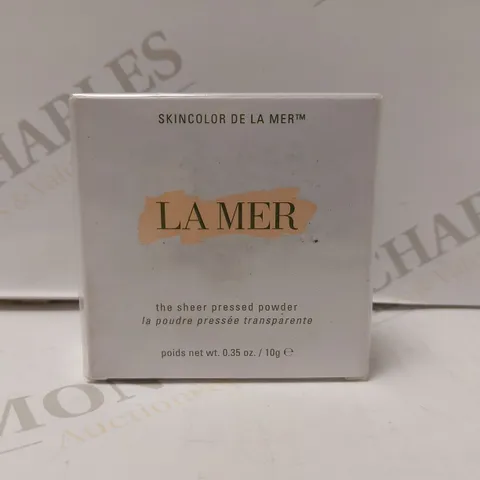 SKINCOLOR DE LA MER™
LA MER
the sheer pressed powder
la poudre pressée transparente
poids net wt. 0.35 oz. / 10g ℮
CHARLES